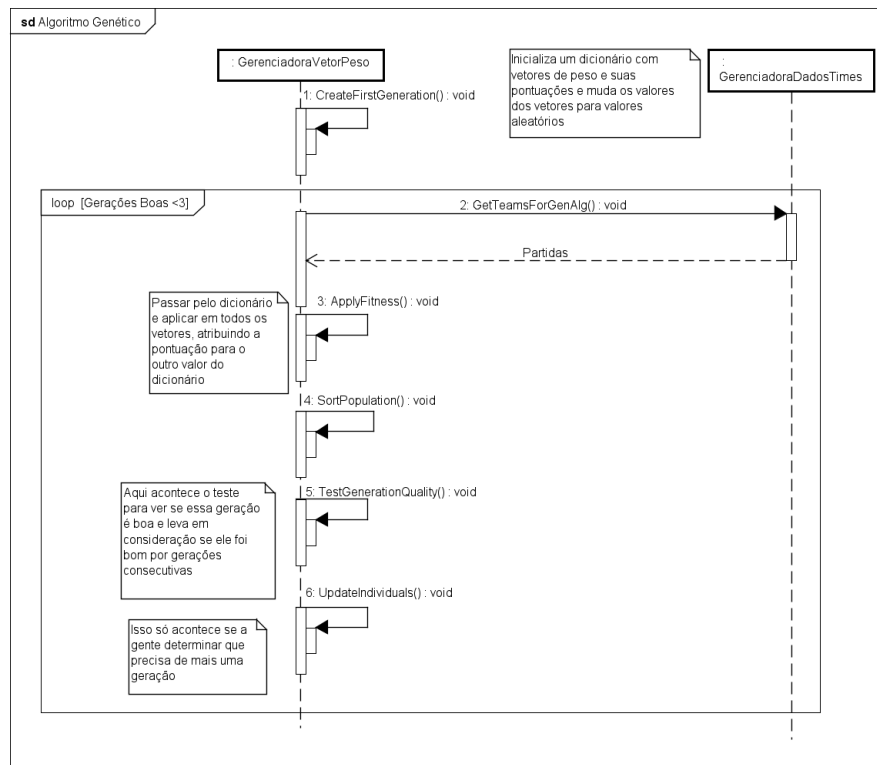 sd Algoritmo Genético
: GerenciadoraVetorPeso
Inicializa um dicionário com
vetores de peso e suas
pontuações e muda os valores
dos vetores para valores
aleatórios
:
GerenciadoraDadosTimes
1: CreateFirstGeneration() : void
loop [Gerações Boas <3]
2: GetTeamsForGenAlg() : void
Partidas
Passar pelo dicionário
e aplicar em todos os
vetores, atribuindo a
pontuação para o
outro valor do
dicionário
3: ApplyFitness() : void
4: SortPopulation() : void
Aqui acontece o teste
para ver se essa geração
é boa e leva em
consideração se ele foi
bom por gerações
consecutivas
5: TestGenerationQuality() : void
6: UpdateIndividuals() : void
Isso só acontece se a
gente determinar que
precisa de mais uma
geração